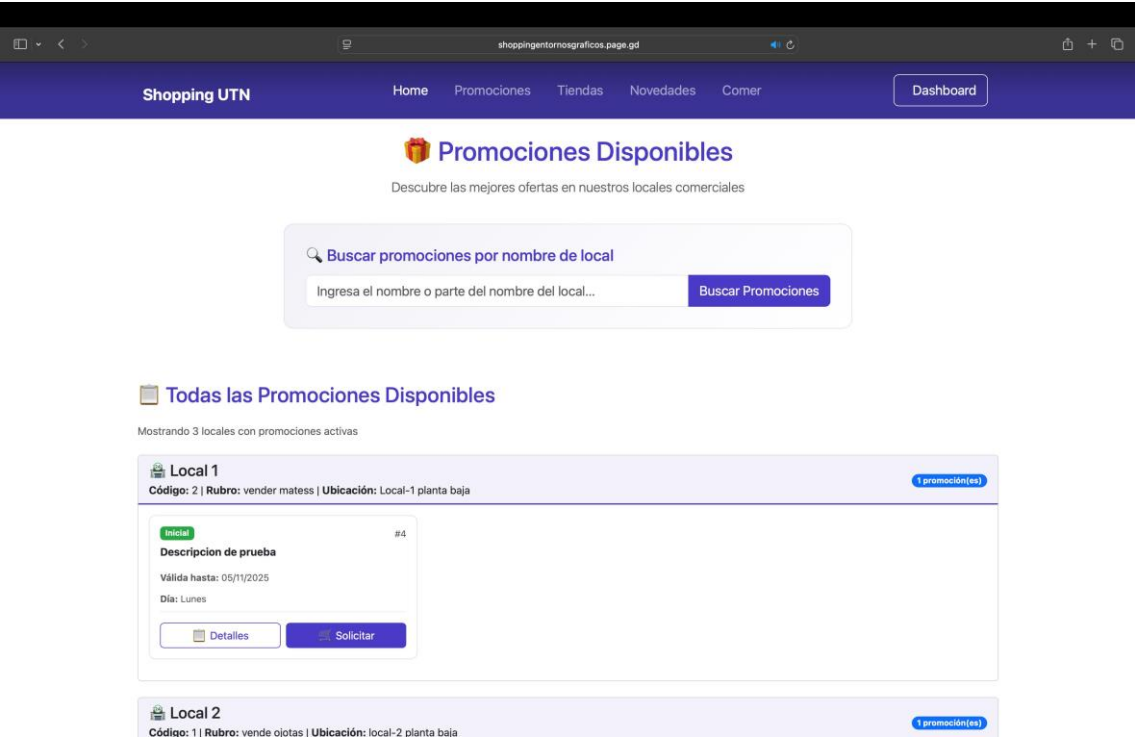 shoppingentornosgraficos.page.gd
Shopping UTN
Home Promociones Tiendas Novedades Comer
Dashboard
🎁 Promociones Disponibles
Descubre las mejores ofertas en nuestros locales comerciales
🔍 Buscar promociones por nombre de local
Ingresa el nombre o parte del nombre del local...
Buscar Promociones
📋 Todas las Promociones Disponibles
Mostrando 3 locales con promociones activas
Local 1
Código: 2 | Rubro: vender matess | Ubicación: Local-1 planta baja
1 promoción(es)
Inicial #4
Descripcion de prueba
Válida hasta: 05/11/2025
Día: Lunes
📋 Detalles
🛒 Solicitar
Local 2
Código: 1 | Rubro: vende ojotas | Ubicación: local-2 planta baja
1 promoción(es)